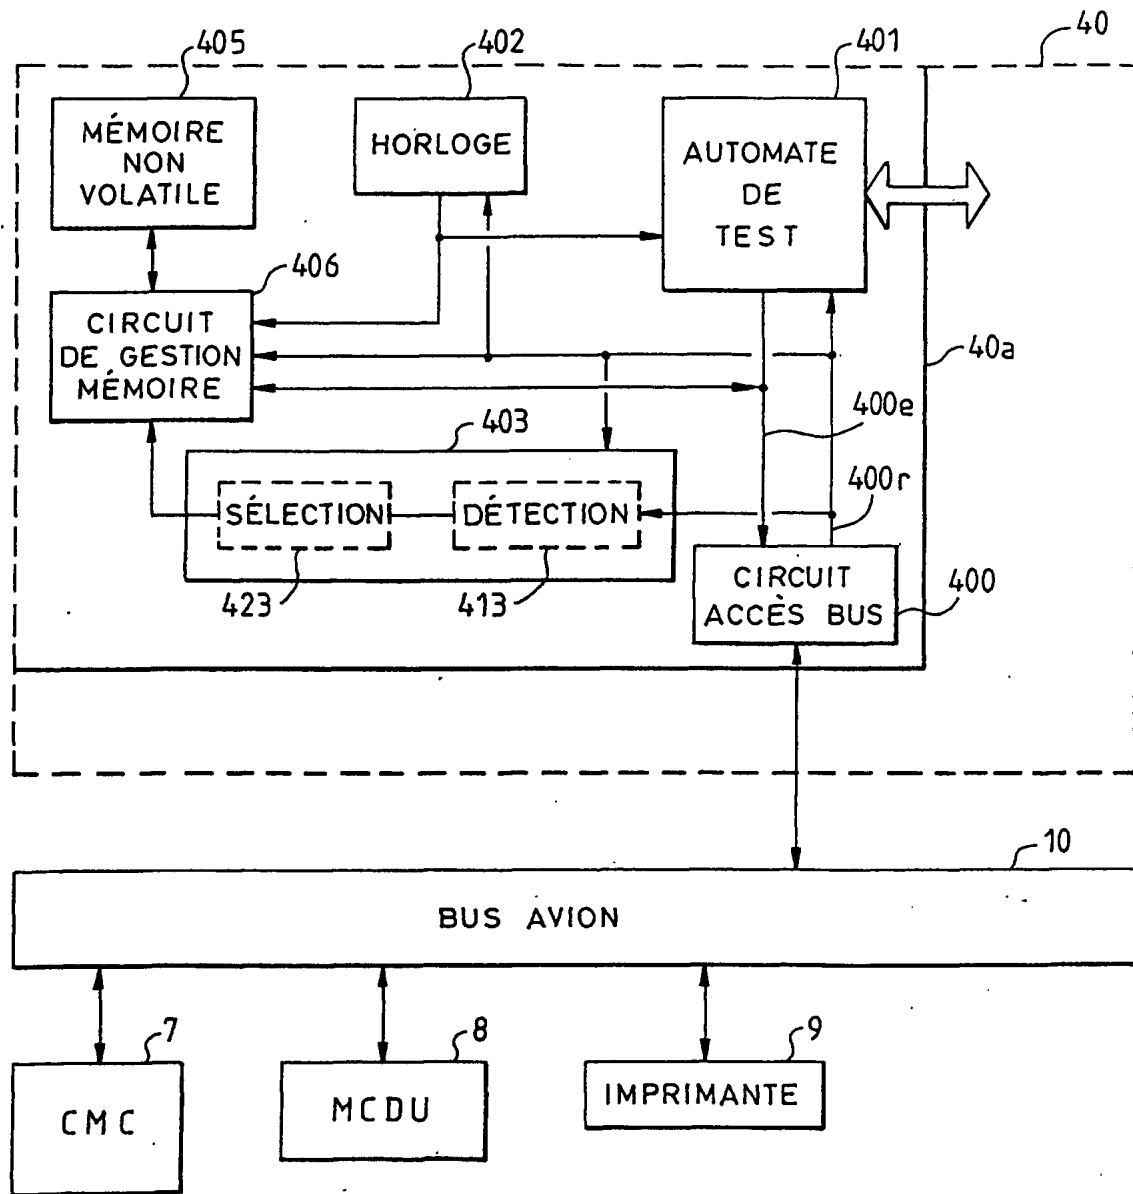 405
402
401
40
MÉMOIRE
NON
VOLATILE
HORLOGE
AUTOMATE
DE
TEST
406
CIRCUIT
DE GESTION
MÉMOIRE
40a
400e
403
400r
SÉLECTION
DÉTECTION
423
413
CIRCUIT
ACCÈS BUS
400
10
BUS AVION
7
8
9
CMC
MCDU
IMPRIMANTE